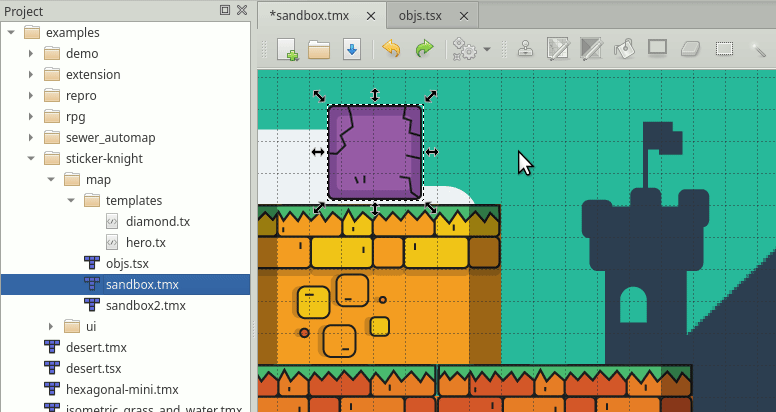 Project
*sandbox.tmx
objs.tsx
examples
demo
extension
repro
rpg
sewer_automap
sticker-knight
map
templates
diamond.tx
hero.tx
objs.tsx
sandbox.tmx
sandbox2.tmx
ui
desert.tmx
desert.tsx
hexagonal-mini.tmx
isometric_grass_and_water.tmx